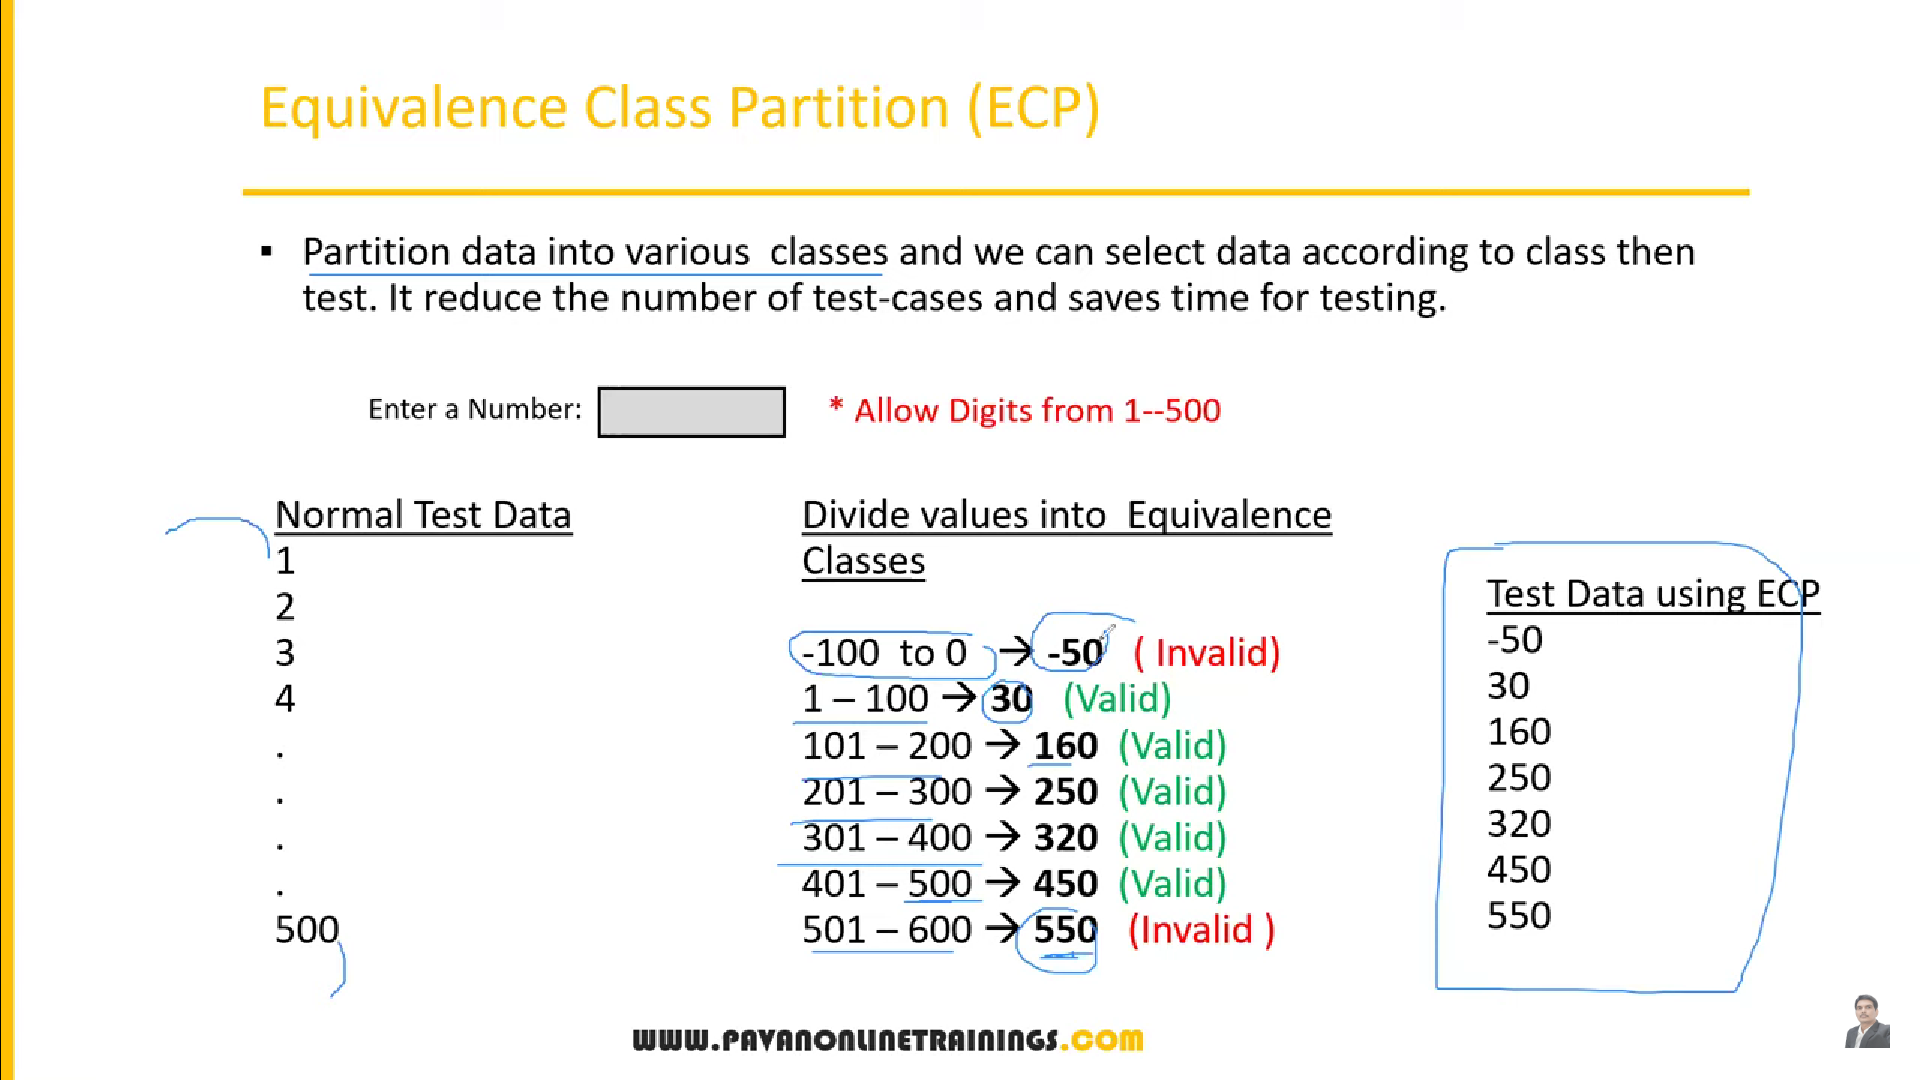 Equivalence Class Partition (ECP)
▪ Partition data into various classes and we can select data according to class then
test. It reduce the number of test-cases and saves time for testing.
Enter a Number:
* Allow Digits from 1--500
Normal Test Data
1
2
3
4
.
.
.
.
500
Divide values into Equivalence
Classes
-100 to 0 → -50 ( Invalid)
1 – 100 → 30 (Valid)
101 – 200 → 160 (Valid)
201 – 300 → 250 (Valid)
301 – 400 → 320 (Valid)
401 – 500 → 450 (Valid)
501 – 600 → 550 (Invalid )
Test Data using ECP
-50
30
160
250
320
450
550
WWW.PAVANONLINETRAININGS.COM